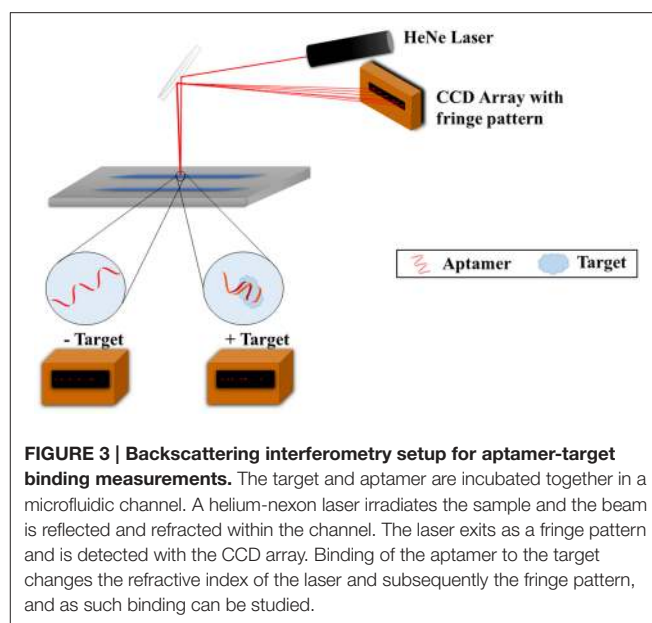 HeNe Laser
CCD Array with
fringe pattern
Aptamer
Target
- Target
+ Target
FIGURE 3 | Backscattering interferometry setup for aptamer-target
binding measurements. The target and aptamer are incubated together in a
microfluidic channel. A helium-nexon laser irradiates the sample and the beam
is reflected and refracted within the channel. The laser exits as a fringe pattern
and is detected with the CCD array. Binding of the aptamer to the target
changes the refractive index of the laser and subsequently the fringe pattern,
and as such binding can be studied.